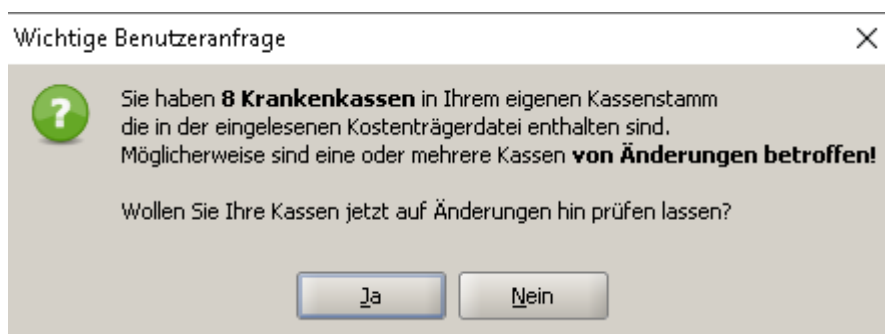 Wichtige Benutzeranfrage
Sie haben 8 Krankenkassen in Ihrem eigenen Kassenstamm
die in der eingelesenen Kostenträgerdatei enthalten sind.
Möglicherweise sind eine oder mehrere Kassen von Änderungen betroffen!
Wollen Sie Ihre Kassen jetzt auf Änderungen hin prüfen lassen?
Ja
Nein